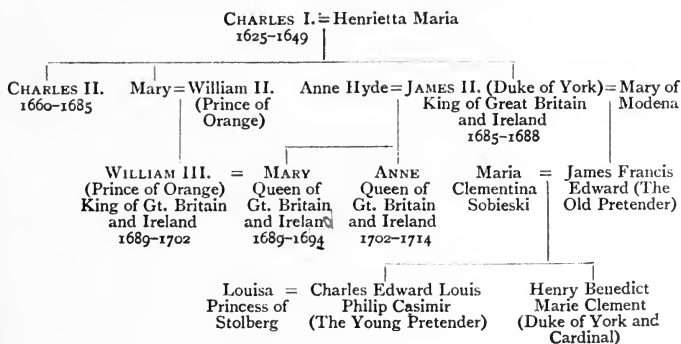 CHARLES I. = Henrietta Maria
1625-1649
CHARLES II.
1660-1685
Mary = William II.
(Prince of
Orange)
Anne Hyde = JAMES II. (Duke of York) = Mary of
Modena
King of Great Britain
and Ireland
1685-1688
WILLIAM III. =
(Prince of Orange)
King of Gt. Britain
and Ireland
1689-1702
MARY
Queen of
Gt. Britain
and Ireland
1689-1694
ANNE
Queen of
Gt. Britain
and Ireland
1702-1714
Maria =
Clementina
Sobieski
James Francis
Edward (The
Old Pretender)
Louisa =
Princess of
Stolberg
Charles Edward Louis
Philip Casimir
(The Young Pretender)
Henry Benedict
Marie Clement
(Duke of York and
Cardinal)